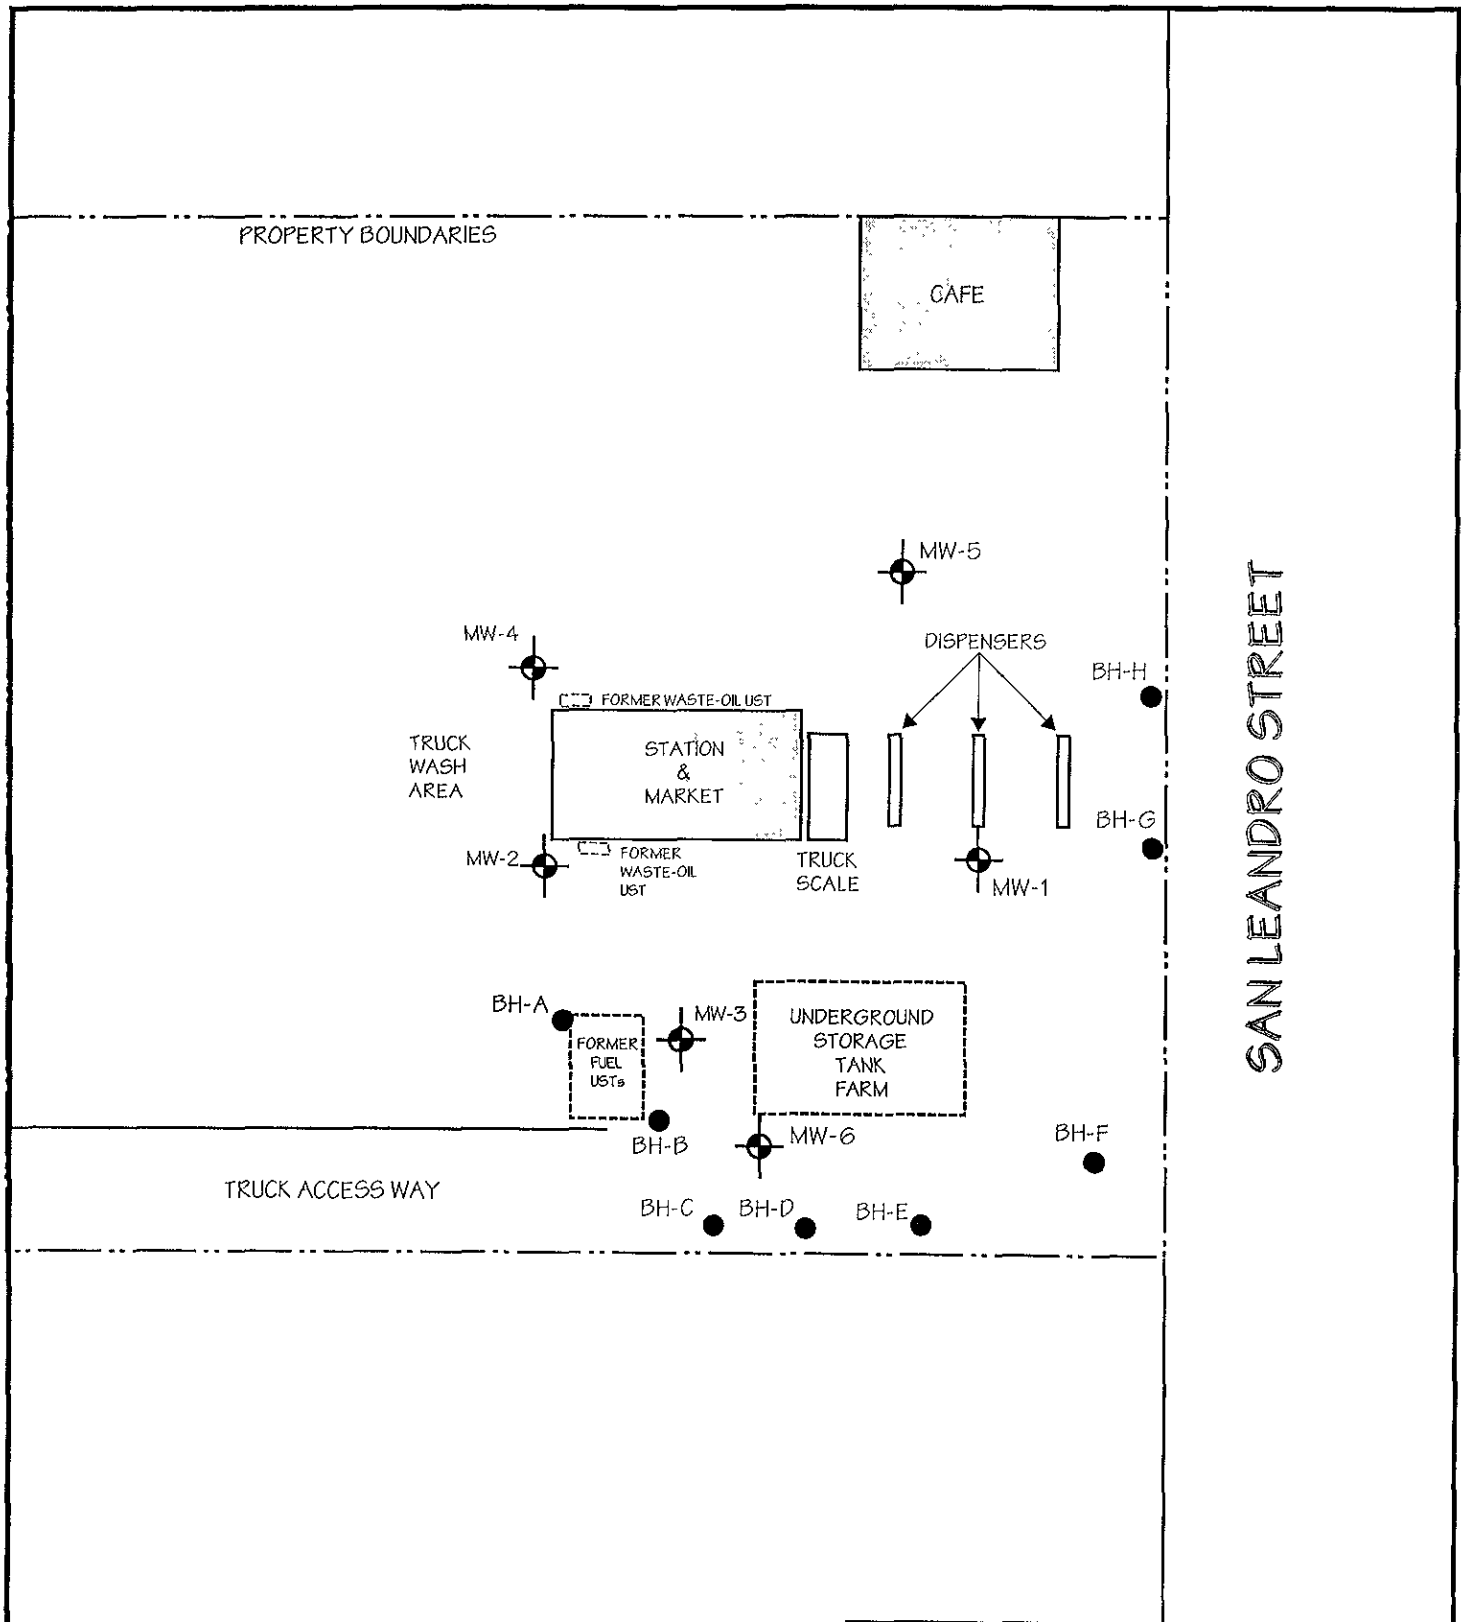 PROPERTY BOUNDARIES
CAFE
MW-5
MW-4
DISPENSERS
BH-H
FORMER WASTE-OIL UST
TRUCK
WASH
AREA
STATION
&
MARKET
BH-G
MW-2
FORMER
WASTE-OIL
UST
TRUCK
SCALE
MW-1
SAN LEANDRO STREET
BH-A
MW-3
FORMER
FUEL
USTs
UNDERGROUND
STORAGE
TANK
FARM
BH-B
MW-6
BH-F
TRUCK ACCESS WAY
BH-C
BH-D
BH-E